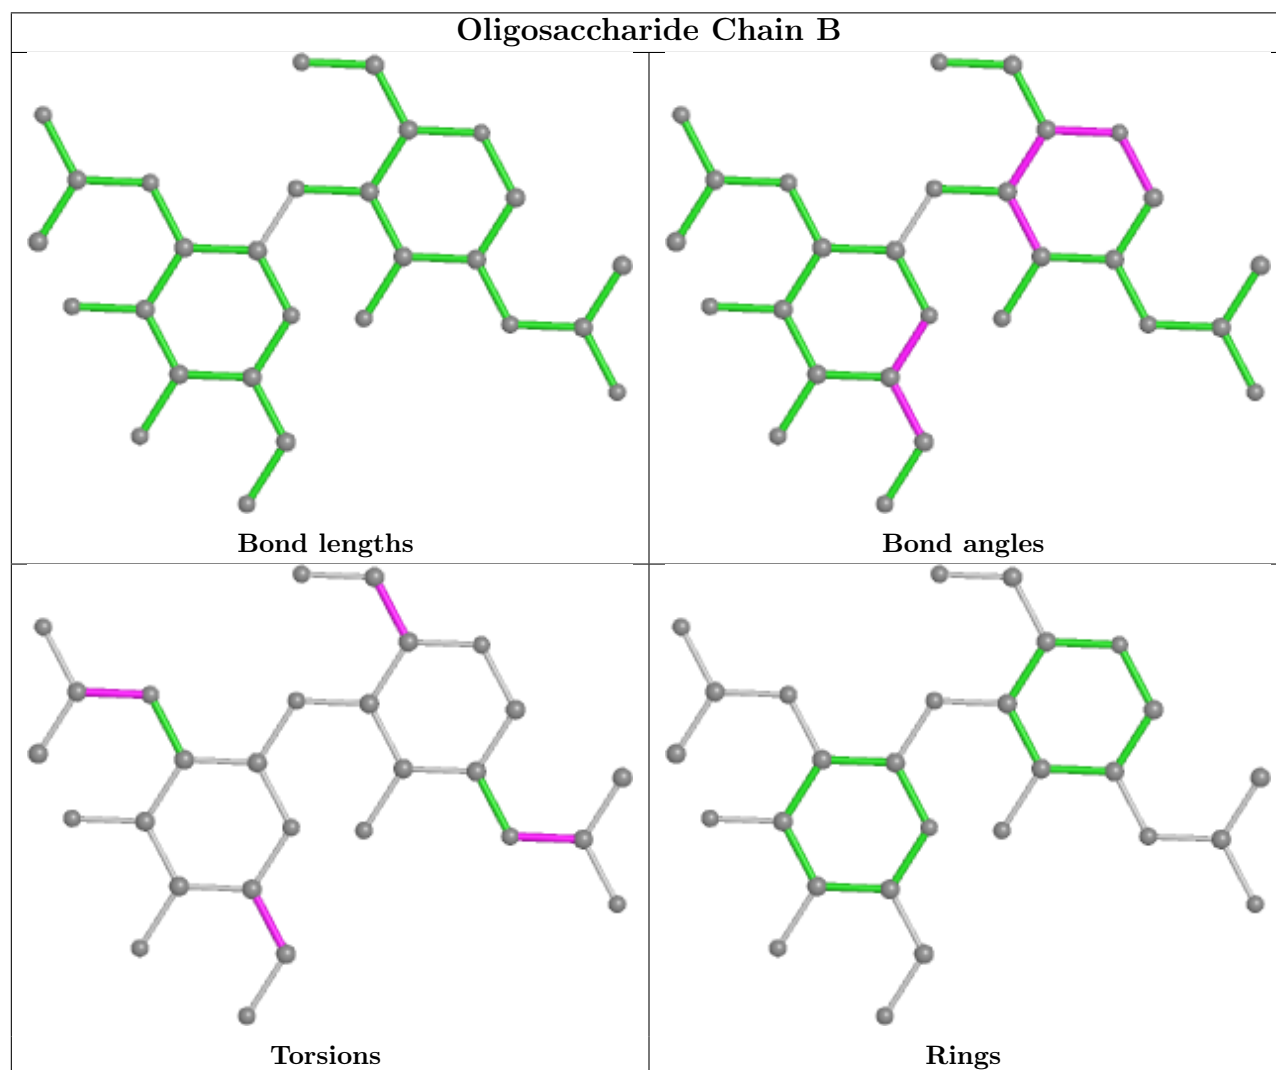 Oligosaccharide Chain B
Bond lengths
Bond angles
Torsions
Rings